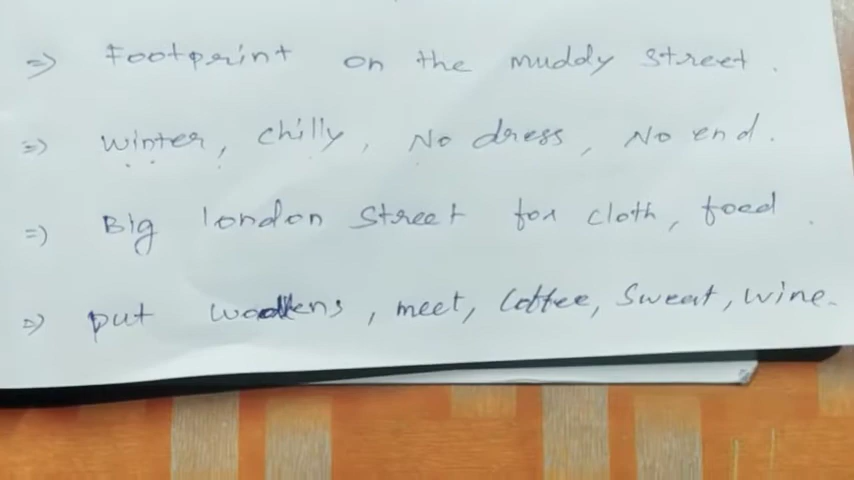 => Footprint on the muddy street.
=> Winter, chilly, No dress, No end.
=> Big london street for cloth, food.
=> put woollens, meet, Coffee, Sweat, wine.